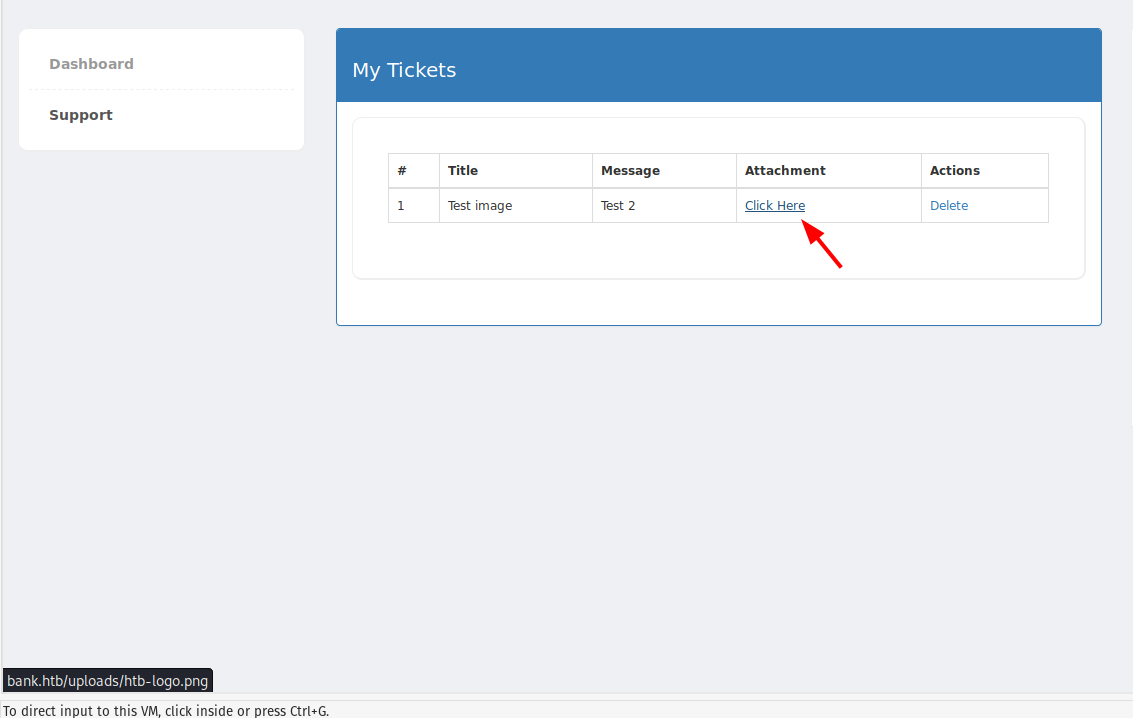 Dashboard
Support
My Tickets
# Title Message Attachment Actions
1 Test image Test 2 Click Here Delete
bank.htb/uploads/htb-logo.png
To direct input to this VM, click inside or press Ctrl+G.